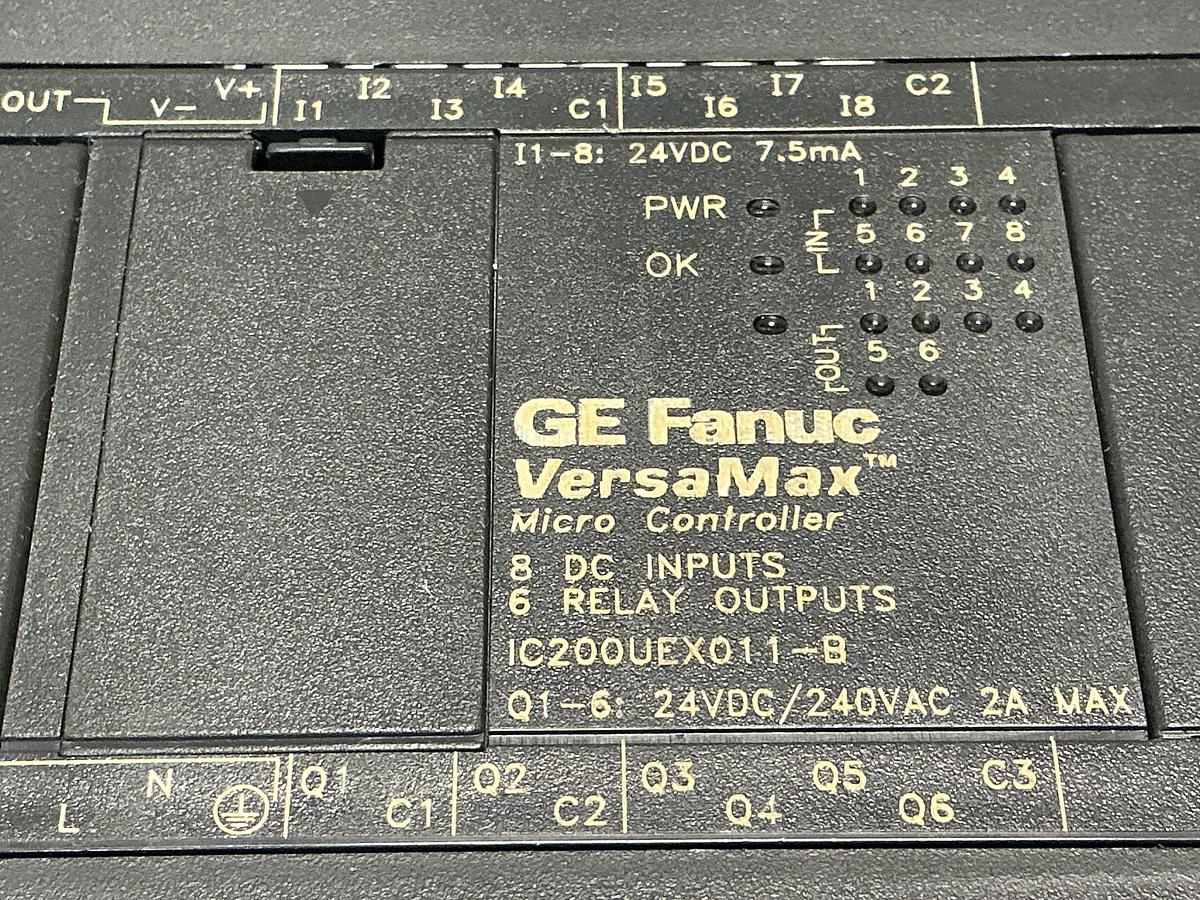 OUT V- V+ I1 I2 I3 I4 C1 I5 I6 I7 I8 C2
I1-8: 24VDC 7.5mA
1 2 3 4
PWR
IN
5 6 7 8
OK
1 2 3 4
OUT
5 6
GE Fanuc
VersaMax™
Micro Controller
8 DC INPUTS
6 RELAY OUTPUTS
IC200UEX011-B
Q1-6: 24VDC/240VAC 2A MAX
L N Q1 C1 Q2 C2 Q3 Q4 Q5 Q6 C3